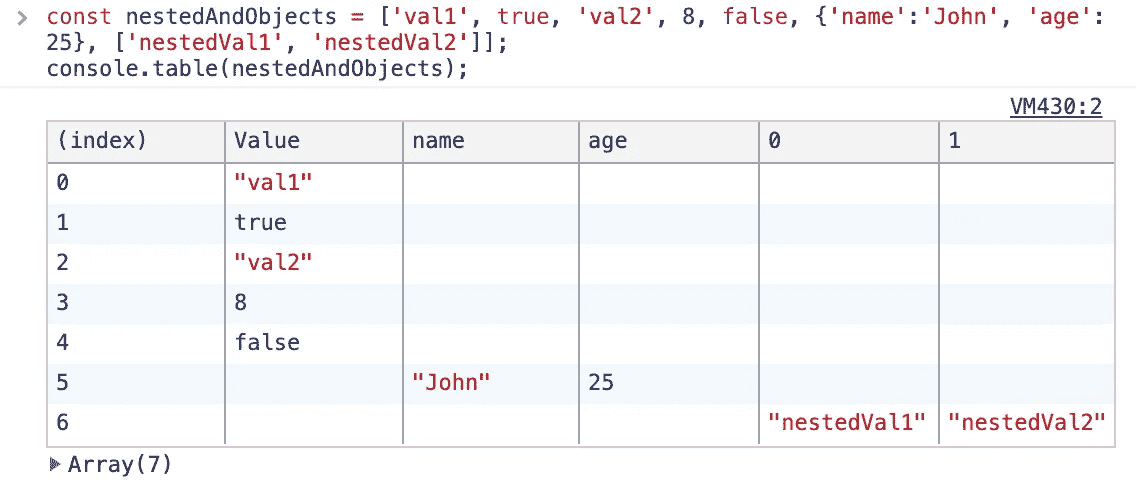 const nestedAndObjects = ['val1', true, 'val2', 8, false, {'name':'John', 'age':
25}, ['nestedVal1', 'nestedVal2']];
console.table(nestedAndObjects);
VM430:2
(index) Value name age 0 1
0 "val1"
1 true
2 "val2"
3 8
4 false
5 "John" 25
6 "nestedVal1" "nestedVal2"
Array(7)